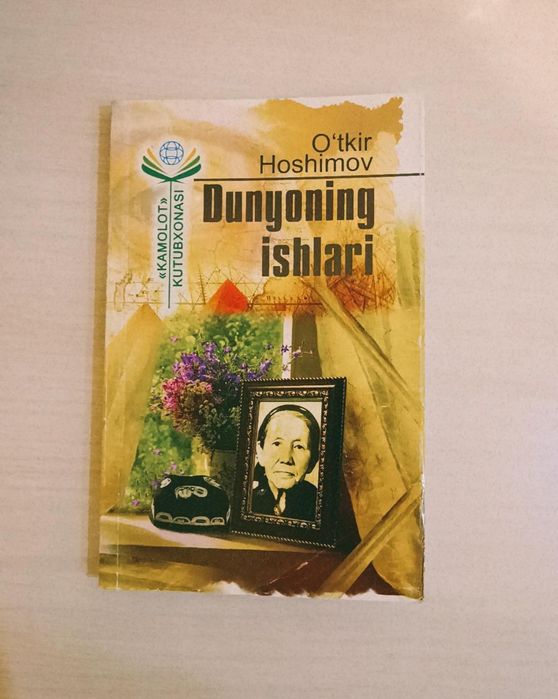 O‘tkir
Hoshimov
Dunyoning
ishlari
«KAMOLOT»
KUTUBXONASI